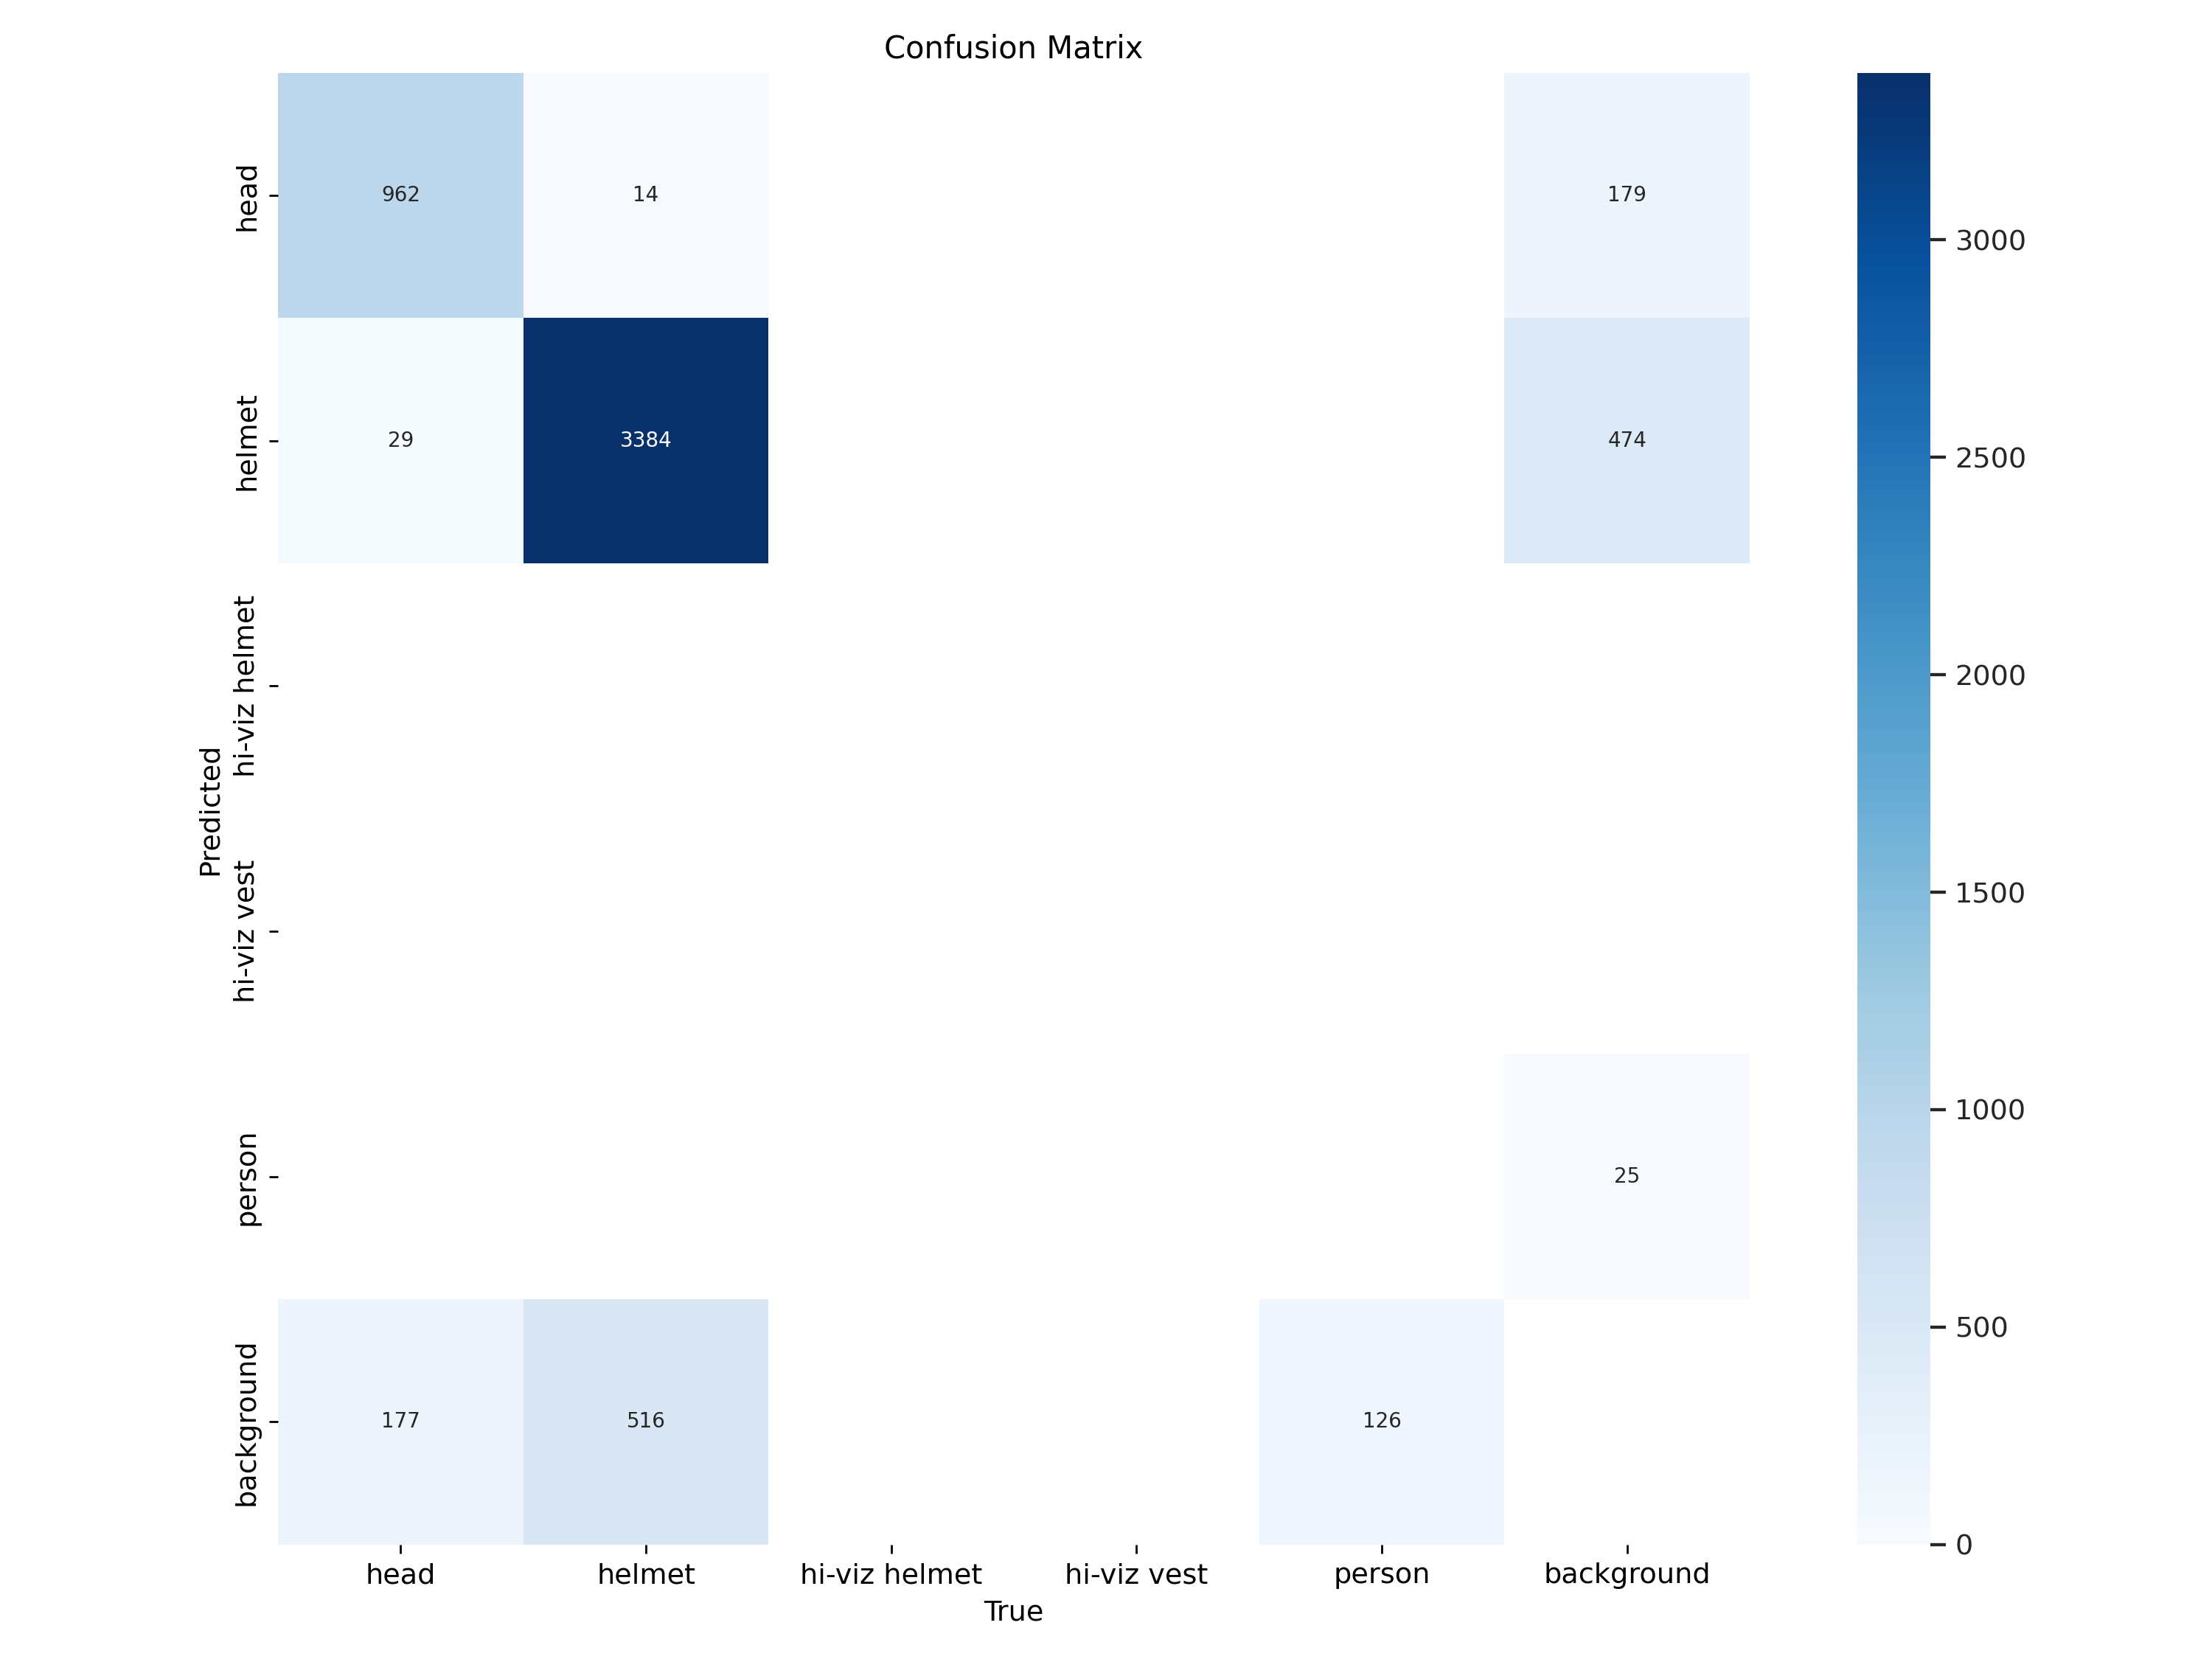 Confusion Matrix
head
962
14
179
helmet
29
3384
474
hi-viz helmet
hi-viz vest
person
25
background
177
516
126
Predicted
head
helmet
hi-viz helmet
hi-viz vest
person
background
True
3000
2500
2000
1500
1000
500
0